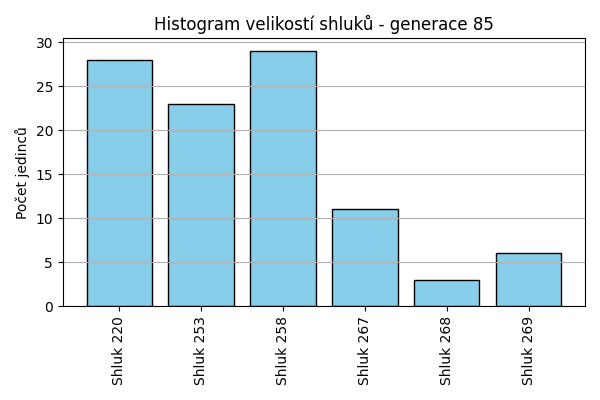 Histogram velikostí shluků - generace 85
Počet jedinců
30
25
20
15
10
5
0
Shluk 220
Shluk 253
Shluk 258
Shluk 267
Shluk 268
Shluk 269